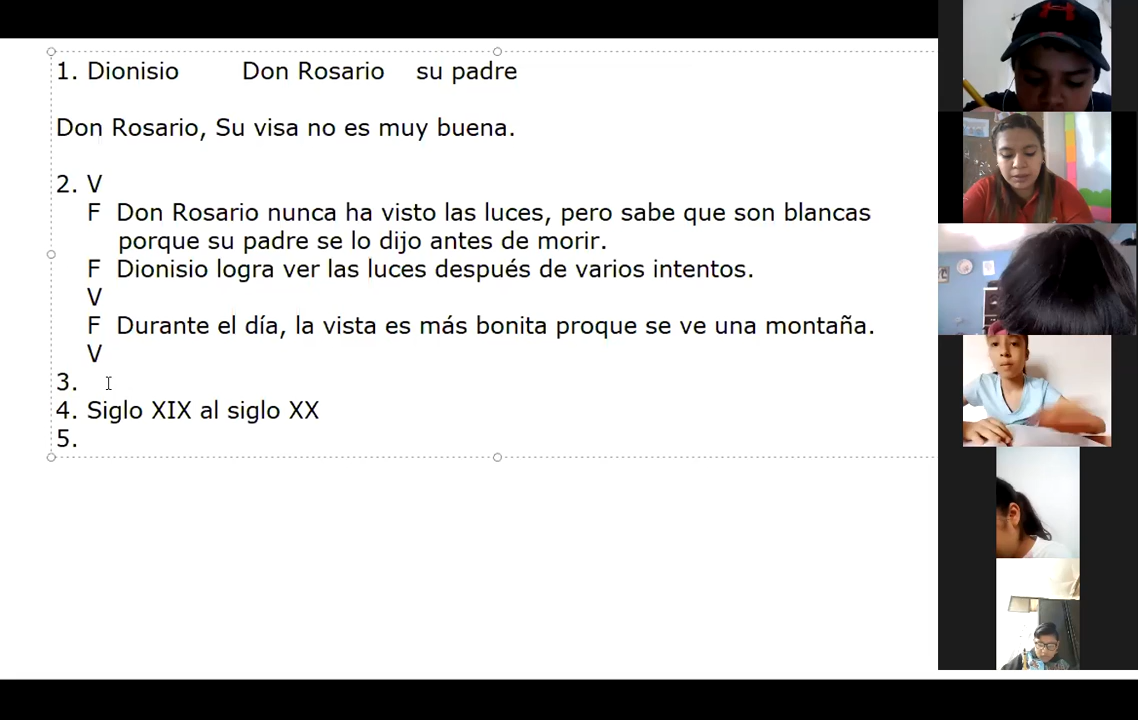 1. Dionisio Don Rosario su padre
Don Rosario, Su visa no es muy buena.
2. V
F Don Rosario nunca ha visto las luces, pero sabe que son blancas
porque su padre se lo dijo antes de morir.
F Dionisio logra ver las luces después de varios intentos.
V
F Durante el día, la vista es más bonita proque se ve una montaña.
V
3.
4. Siglo XIX al siglo XX
5.